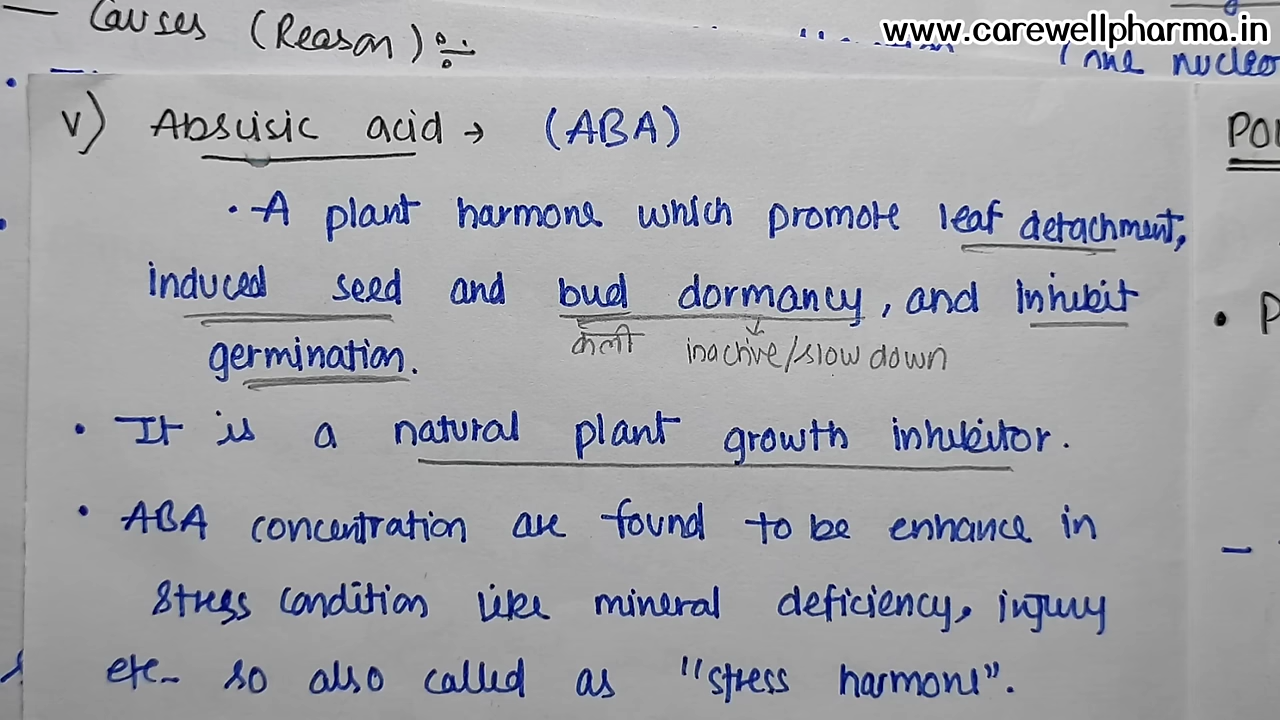 — Causes (Reason) ÷
www.carewellpharma.in
nucleo
v) Abscisic acid → (ABA)
• A plant harmone which promote leaf detachment,
induced seed and bud dormancy, and inhibit
कली inactive/slow down
germination.
• It is a natural plant growth inhibitor.
• ABA concentration are found to be enhance in
stress condition like mineral deficiency, injury
etc- so also called as "stress harmone".